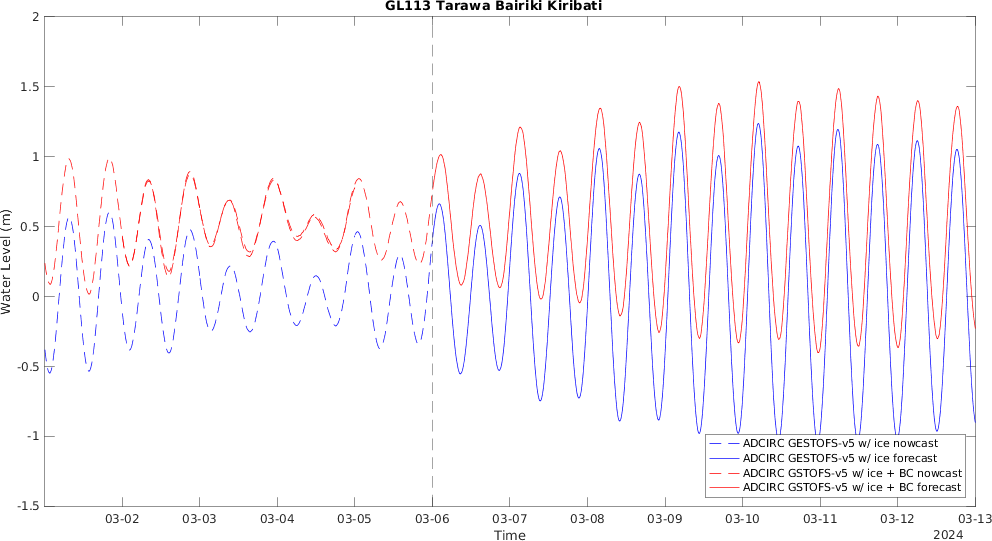 GL113 Tarawa Bairiki Kiribati
2
1.5
1
0.5
0
-0.5
-1
-1.5
Water Level (m)
ADCIRC GESTOFS-v5 w/ ice nowcast
ADCIRC GESTOFS-v5 w/ ice forecast
ADCIRC GSTOFS-v5 w/ ice + BC nowcast
ADCIRC GSTOFS-v5 w/ ice + BC forecast
03-02 03-03 03-04 03-05 03-06 03-07 03-08 03-09 03-10 03-11 03-12 03-13
Time
2024